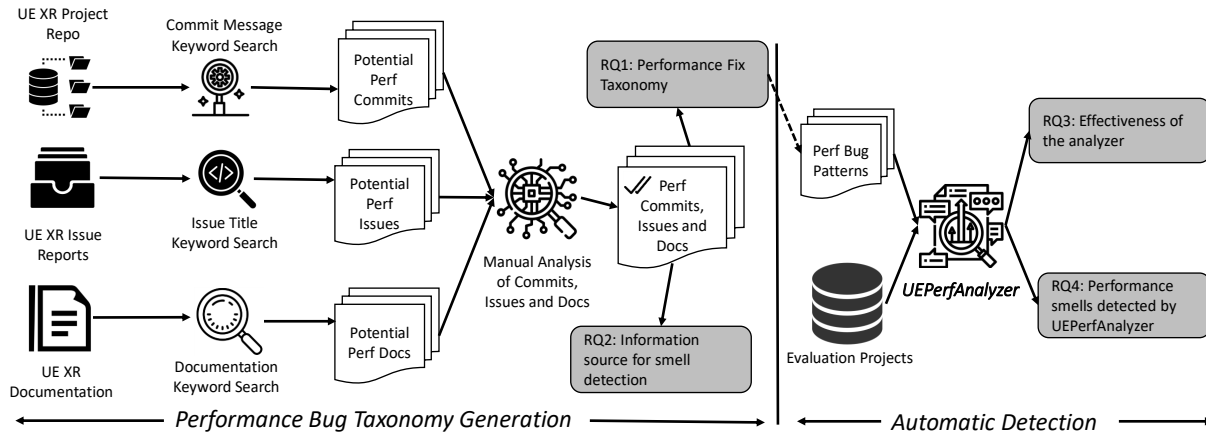 UE XR Project
Repo
Commit Message
Keyword Search
Potential
Perf
Commits
UE XR Issue
Reports
Issue Title
Keyword Search
Potential
Perf
Issues
UE XR
Documentation
Documentation
Keyword Search
Potential
Perf Docs
Manual Analysis
of Commits,
Issues and Docs
RQ1: Performance Fix
Taxonomy
Perf
Commits,
Issues and
Docs
RQ2: Information
source for smell
detection
Performance Bug Taxonomy Generation
Perf Bug
Patterns
Evaluation Projects
UEPerfAnalyzer
RQ3: Effectiveness of
the analyzer
RQ4: Performance
smells detected by
UEPerfAnalyzer
Automatic Detection